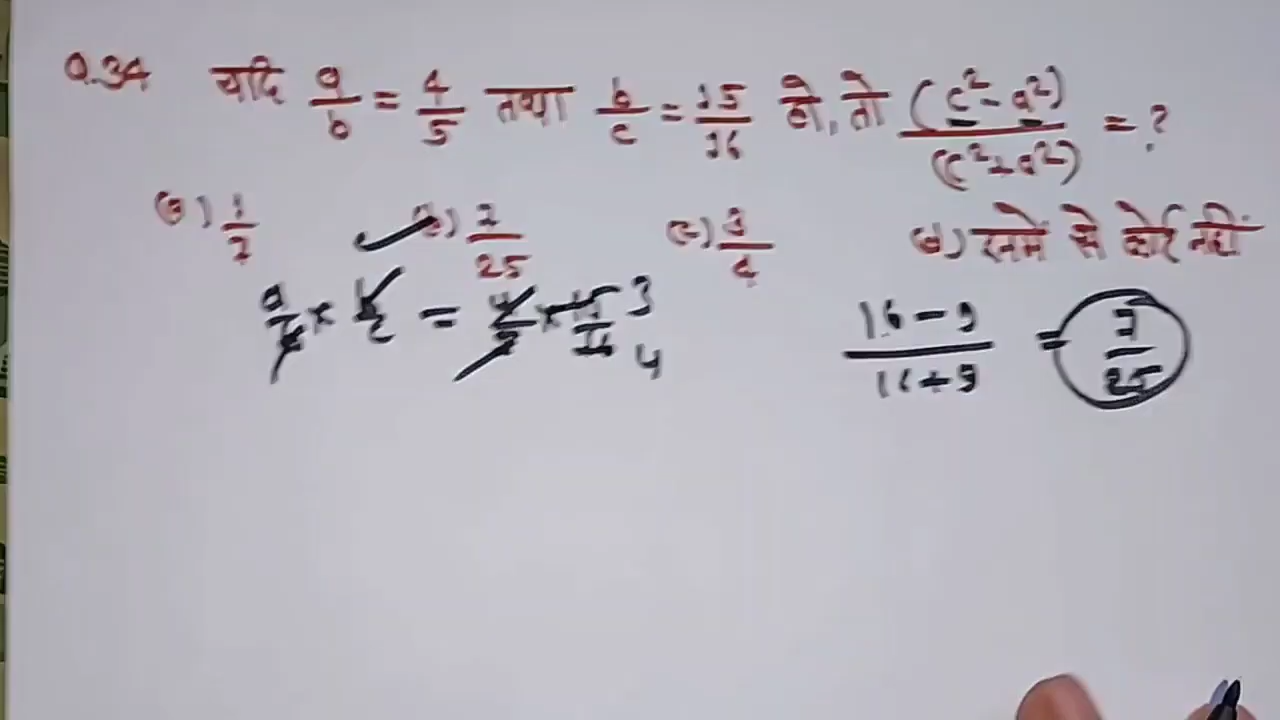 Q.34 यदि a/b = 4/5 तथा b/c = 15/16 हो, तो (c² - a²)/(c² + a²) = ?
(a) 1/7 (b) 7/25 (c) 3/4 (d) इनमें से कोई नहीं
a/b × b/c = 4/5 × 15/16 3/4
16 - 9 / 16 + 9 = 7/25